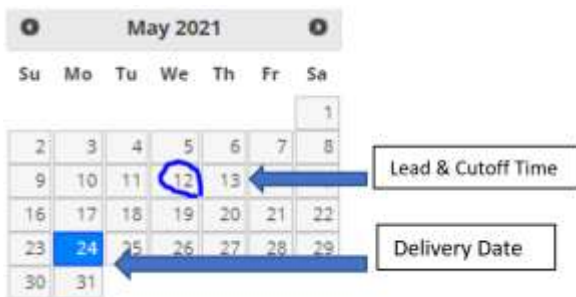 May 2021
Su Mo Tu We Th Fr Sa
1
2 3 4 5 6 7 8
9 10 11 12 13
16 17 18 19 20 21 22
23 24 25 26 27 28 29
30 31
Lead & Cutoff Time
Delivery Date